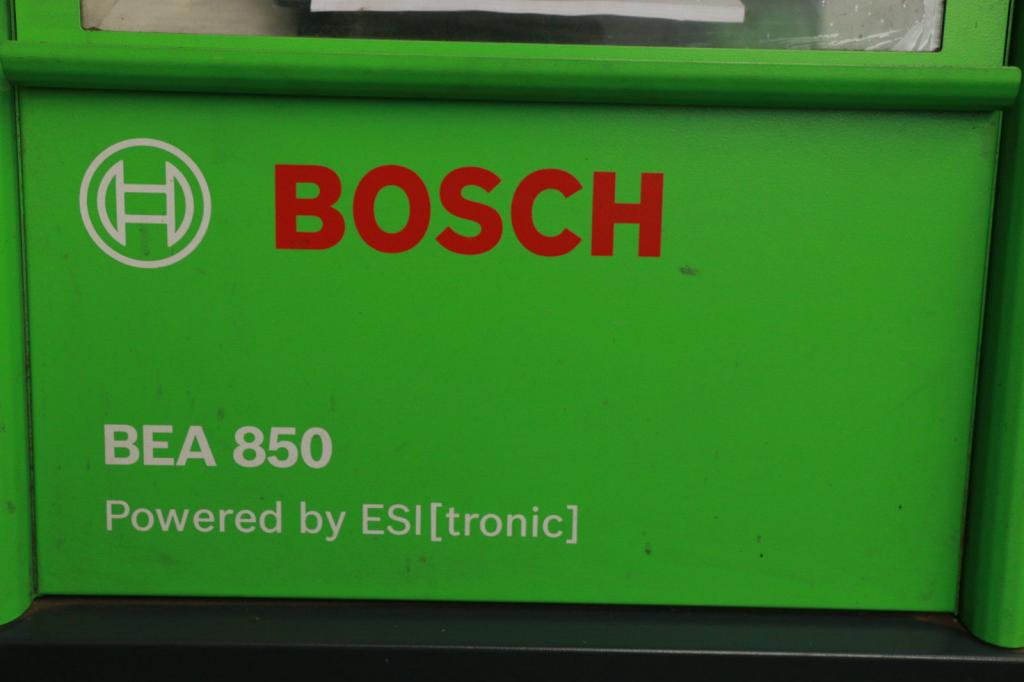 BOSCH
BEA 850
Powered by ESI[tronic]